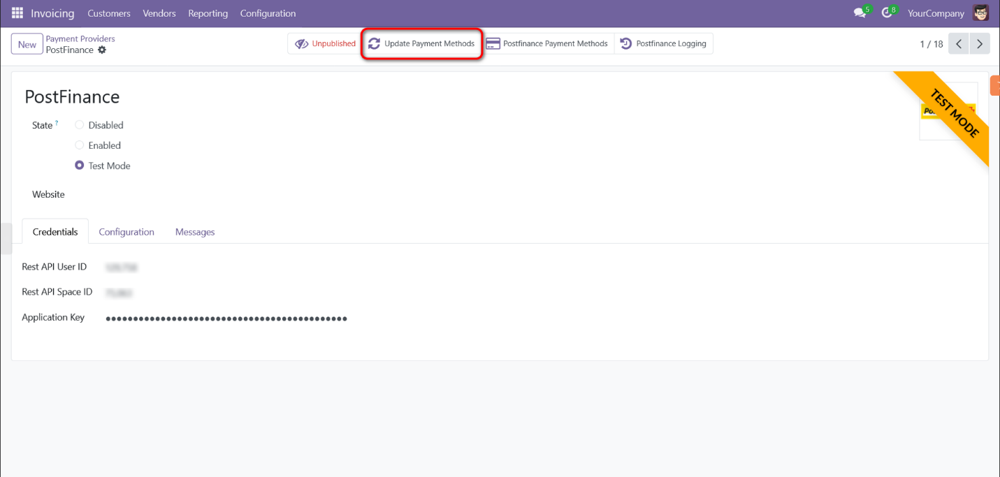 Invoicing Customers Vendors Reporting Configuration 5 8 YourCompany
New Payment Providers
PostFinance
Unpublished Update Payment Methods Postfinance Payment Methods Postfinance Logging 1 / 18
PostFinance
TEST MODE
State ? Disabled
Enabled
Test Mode
Website
Credentials Configuration Messages
Rest API User ID
Rest API Space ID
Application Key